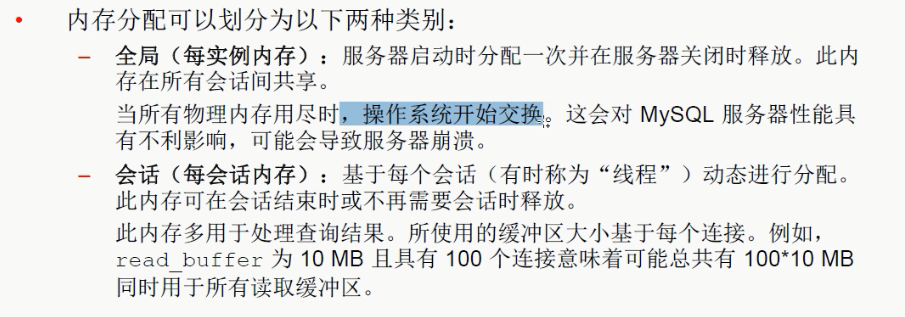 • 内存分配可以划分为以下两种类别：
– 全局（每实例内存）：服务器启动时分配一次并在服务器关闭时释放。此内
存在所有会话间共享。
当所有物理内存用尽时，操作系统开始交换。这会对 MySQL 服务器性能具
有不利影响，可能会导致服务器崩溃。
– 会话（每会话内存）：基于每个会话（有时称为“线程”）动态进行分配。
此内存可在会话结束时或不再需要会话时释放。
此内存多用于处理查询结果。所使用的缓冲区大小基于每个连接。例如，
read_buffer 为 10 MB 且具有 100 个连接意味着可能总共有 100*10 MB
同时用于所有读取缓冲区。